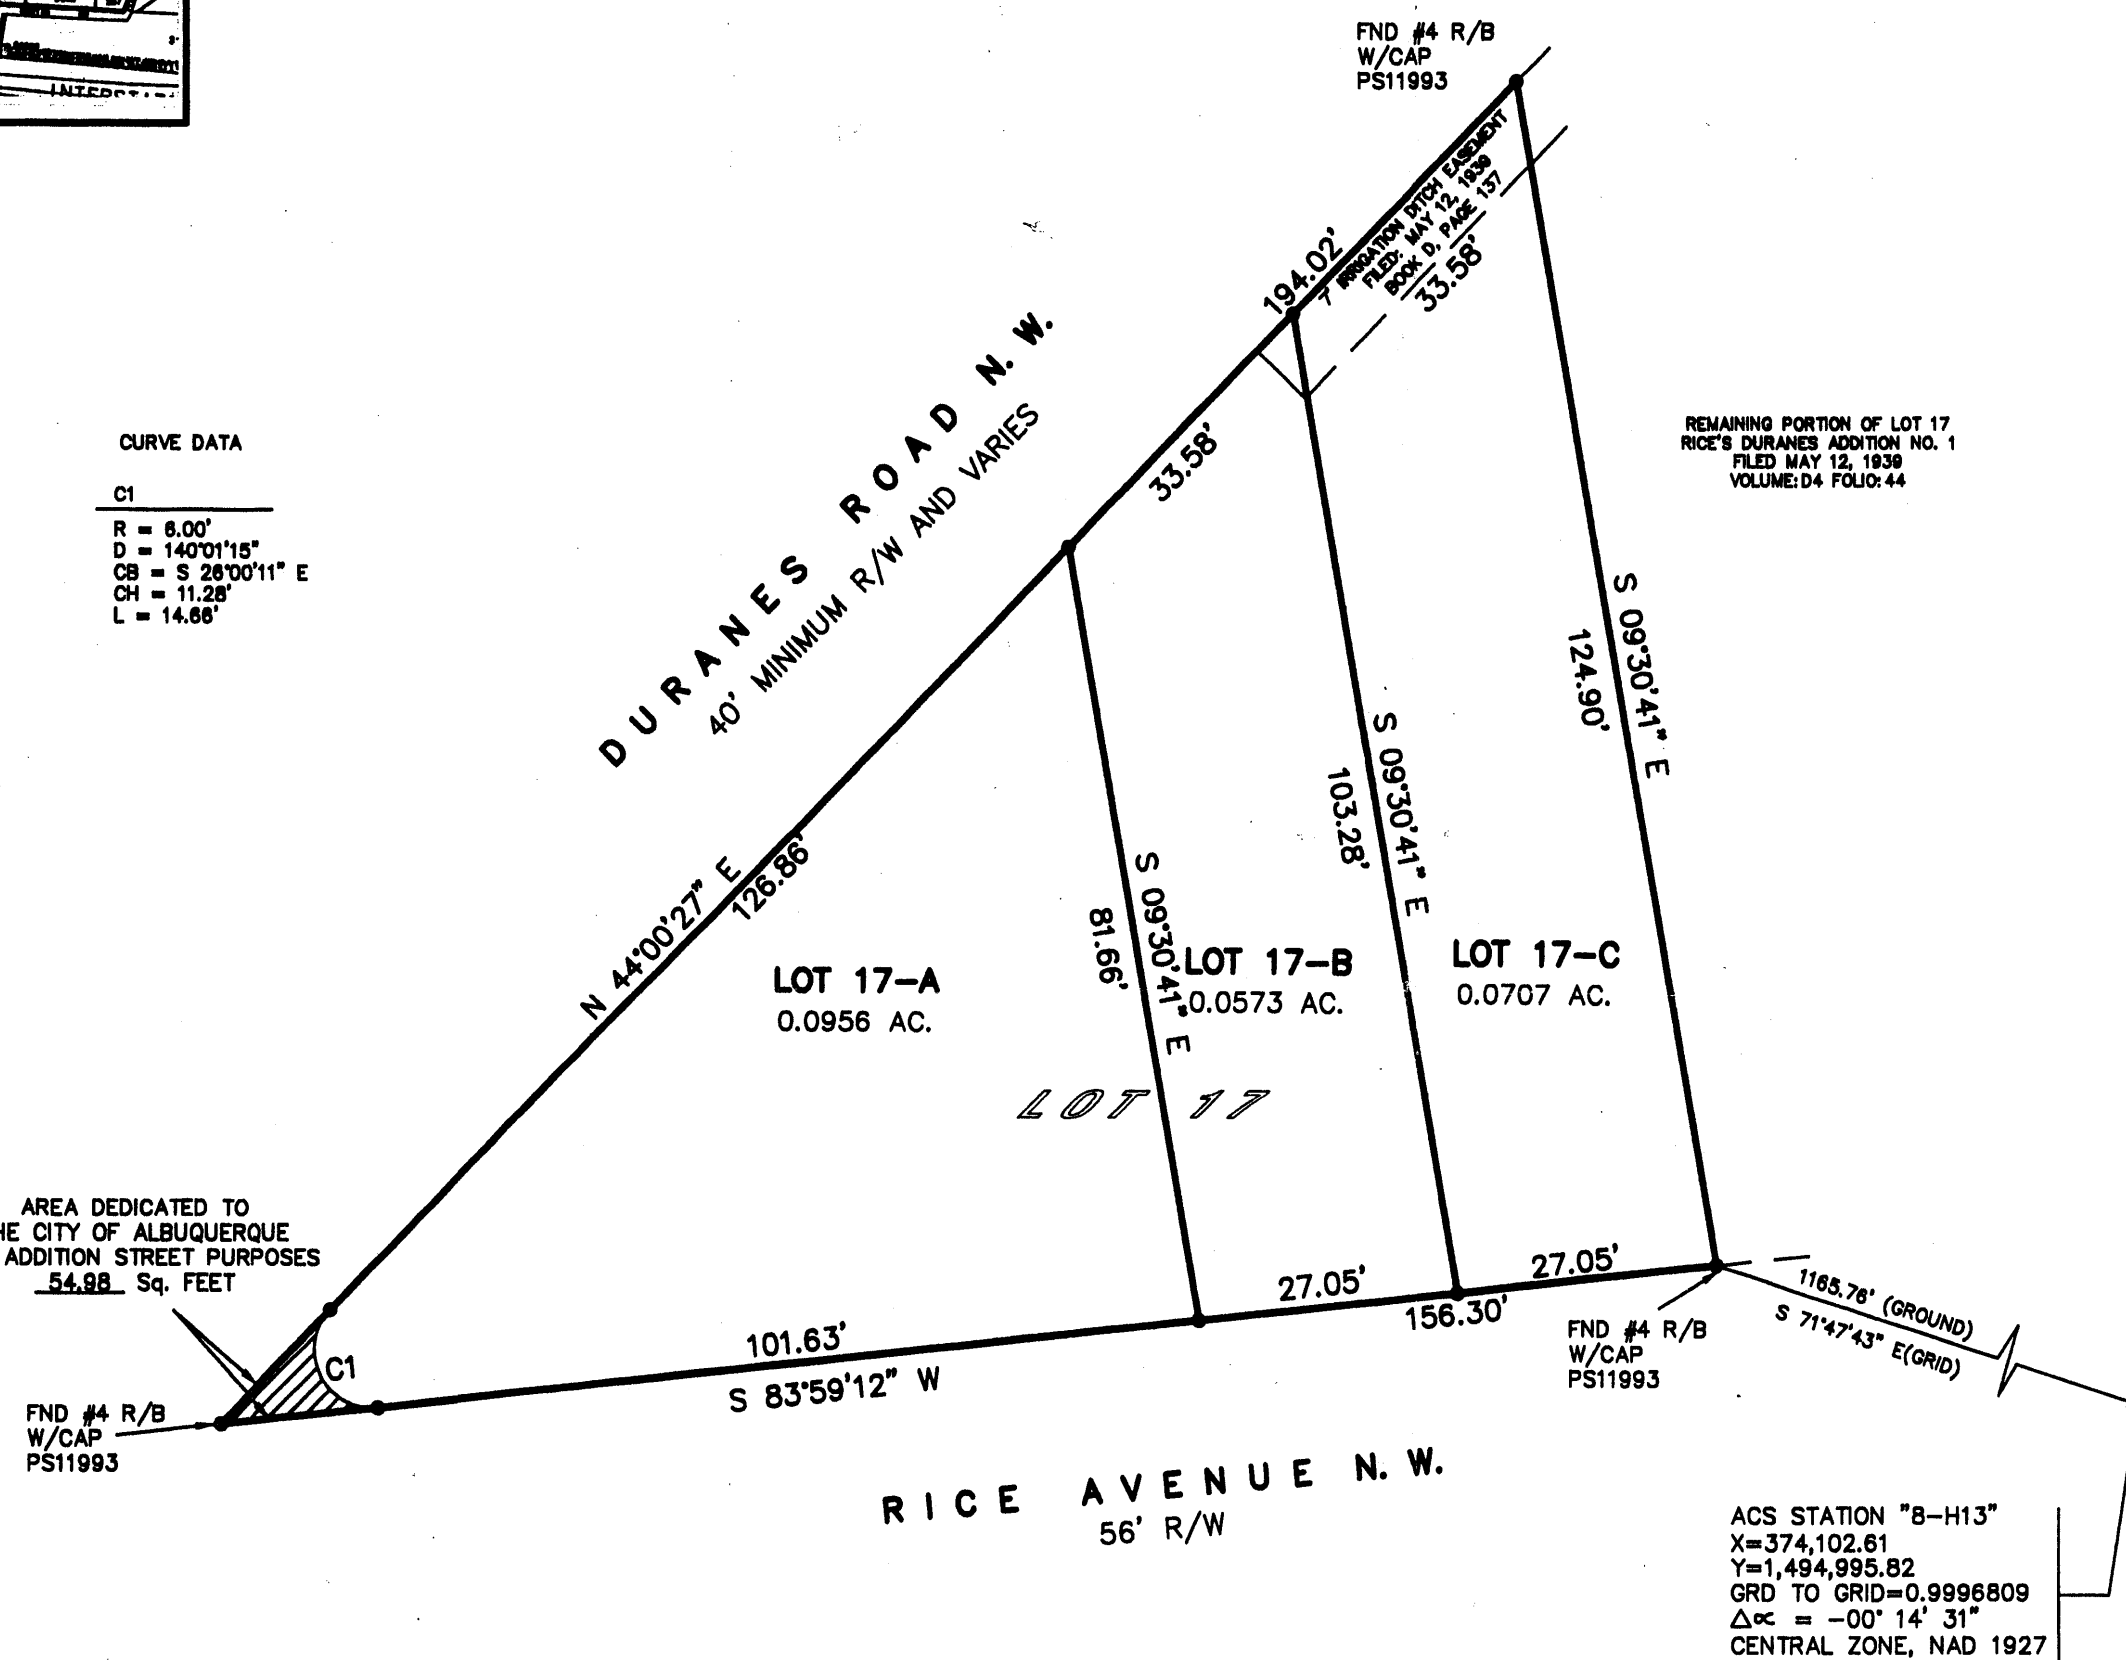 FND #4 R/B
W/CAP
PS11993
7' IRRIGATION DITCH EASEMENT
FILED: MAY 12, 1939
BOOK D, PAGE 137
194.02'
33.58'
33.58'
DURANES ROAD N.W.
40' MINIMUM R/W AND VARIES
CURVE DATA
C1
R = 6.00'
D = 140°01'15"
CB = S 26°00'11" E
CH = 11.28'
L = 14.66'
REMAINING PORTION OF LOT 17
RICE'S DURANES ADDITION NO. 1
FILED MAY 12, 1939
VOLUME: D4 FOLIO: 44
S 09°30'41" E
124.90'
S 09°30'41" E
103.28'
S 09°30'41" E
81.66'
N 44°00'27" E
126.86'
LOT 17-A
0.0956 AC.
LOT 17-B
0.0573 AC.
LOT 17-C
0.0707 AC.
LOT 17
AREA DEDICATED TO
HE CITY OF ALBUQUERQUE
ADDITION STREET PURPOSES
54.98 Sq. FEET
C1
FND #4 R/B
W/CAP
PS11993
101.63'
S 83°59'12" W
27.05'
27.05'
156.30'
FND #4 R/B
W/CAP
PS11993
1165.76' (GROUND)
S 71°47'43" E(GRID)
RICE AVENUE N.W.
56' R/W
ACS STATION "8-H13"
X=374,102.61
Y=1,494,995.82
GRD TO GRID=0.9996809
Δ∝ = -00° 14' 31"
CENTRAL ZONE, NAD 1927